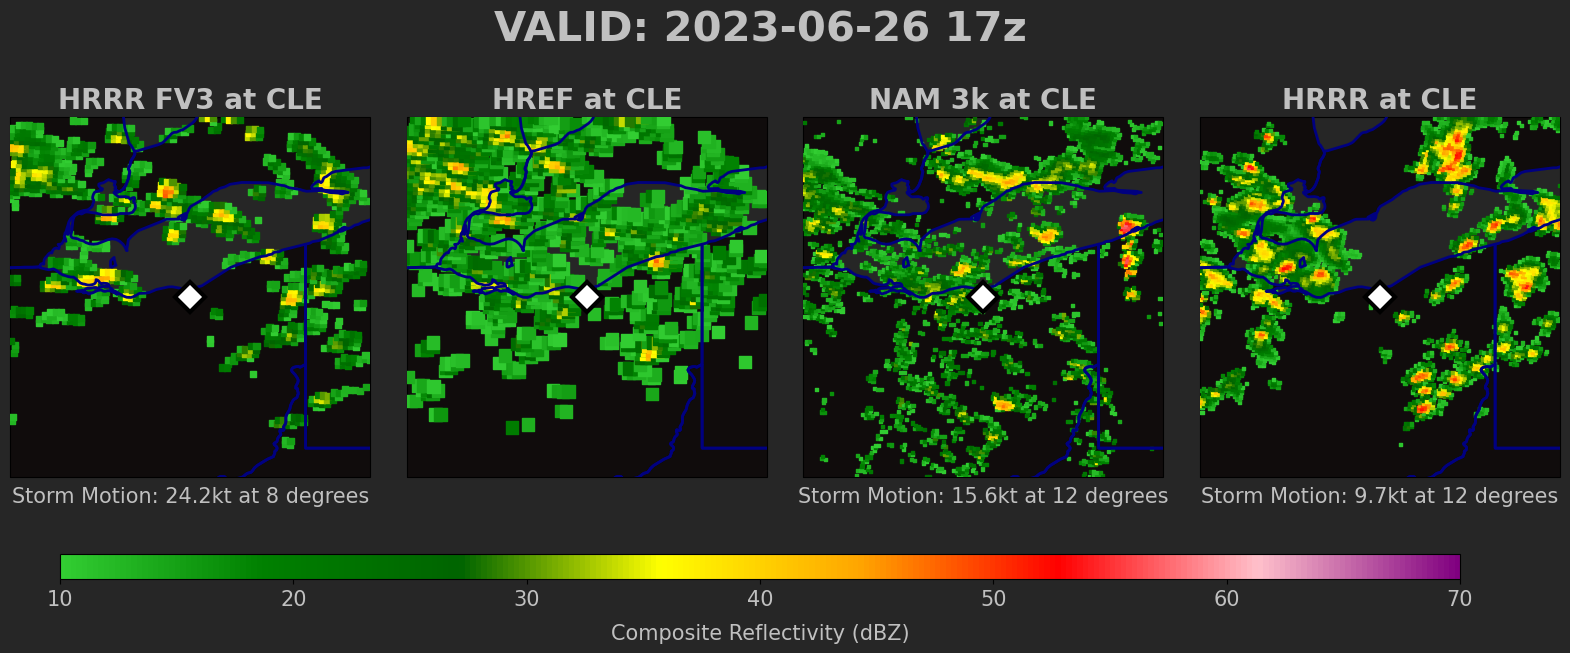 VALID: 2023-06-26 17z
HRRR FV3 at CLE
HREF at CLE
NAM 3k at CLE
HRRR at CLE
Storm Motion: 24.2kt at 8 degrees
Storm Motion: 15.6kt at 12 degrees
Storm Motion: 9.7kt at 12 degrees
10 20 30 40 50 60 70
Composite Reflectivity (dBZ)